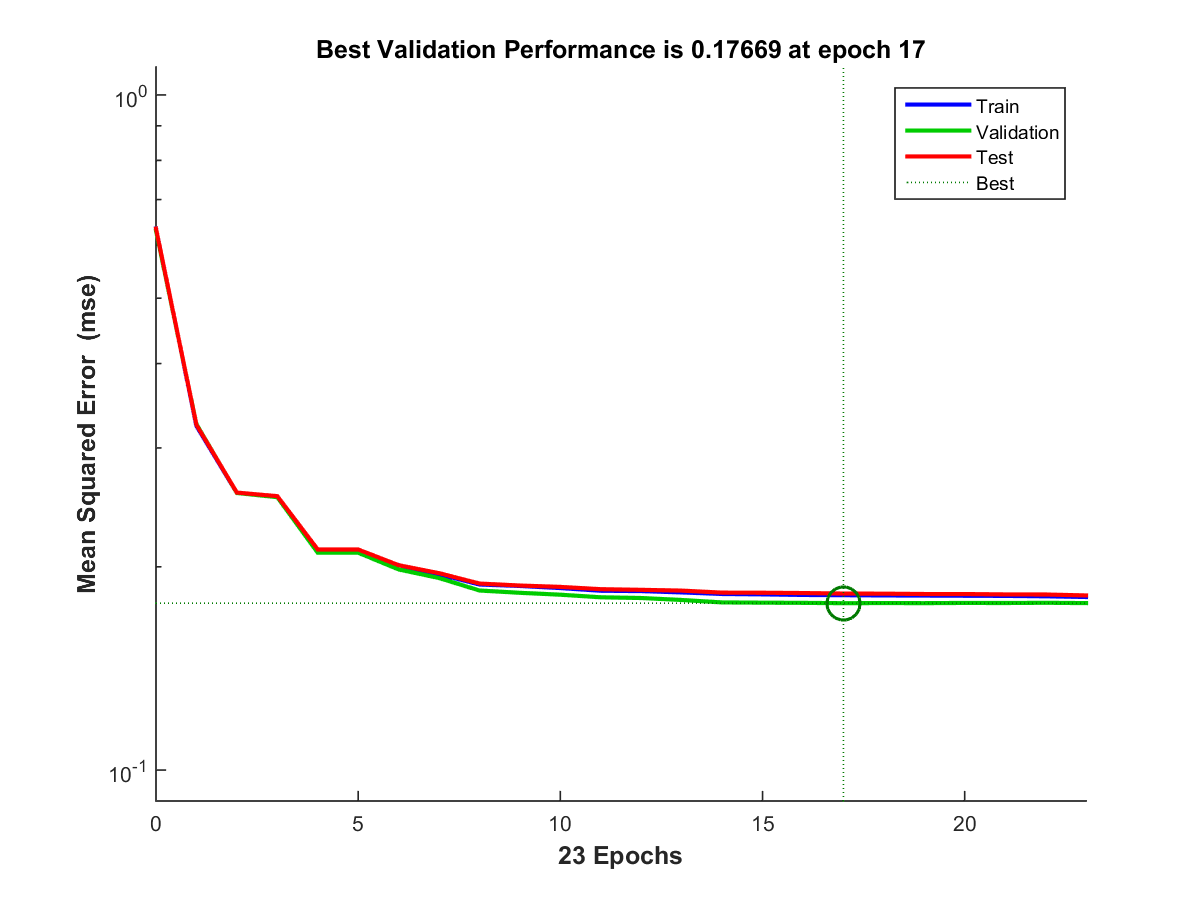 Best Validation Performance is 0.17669 at epoch 17
10^0
Train
Validation
Test
Best
Mean Squared Error (mse)
10^-1
0 5 10 15 20
23 Epochs